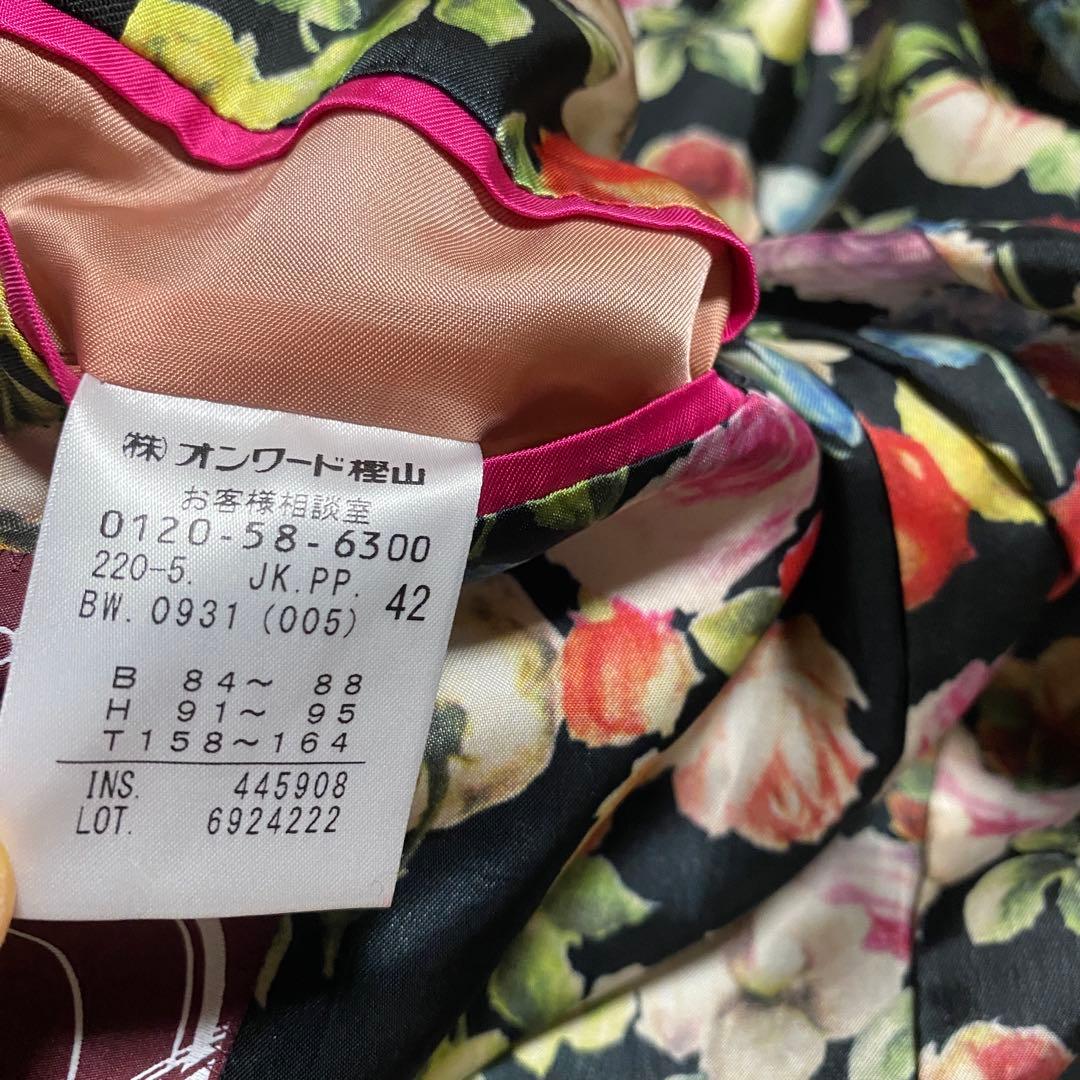 ㈱オンワード樫山
お客様相談室
0120-58-6300
220-5. JK.PP. 42
BW. 0931 (005)
B 84～ 88
H 91～ 95
T158～164
INS. 445908
LOT. 6924222